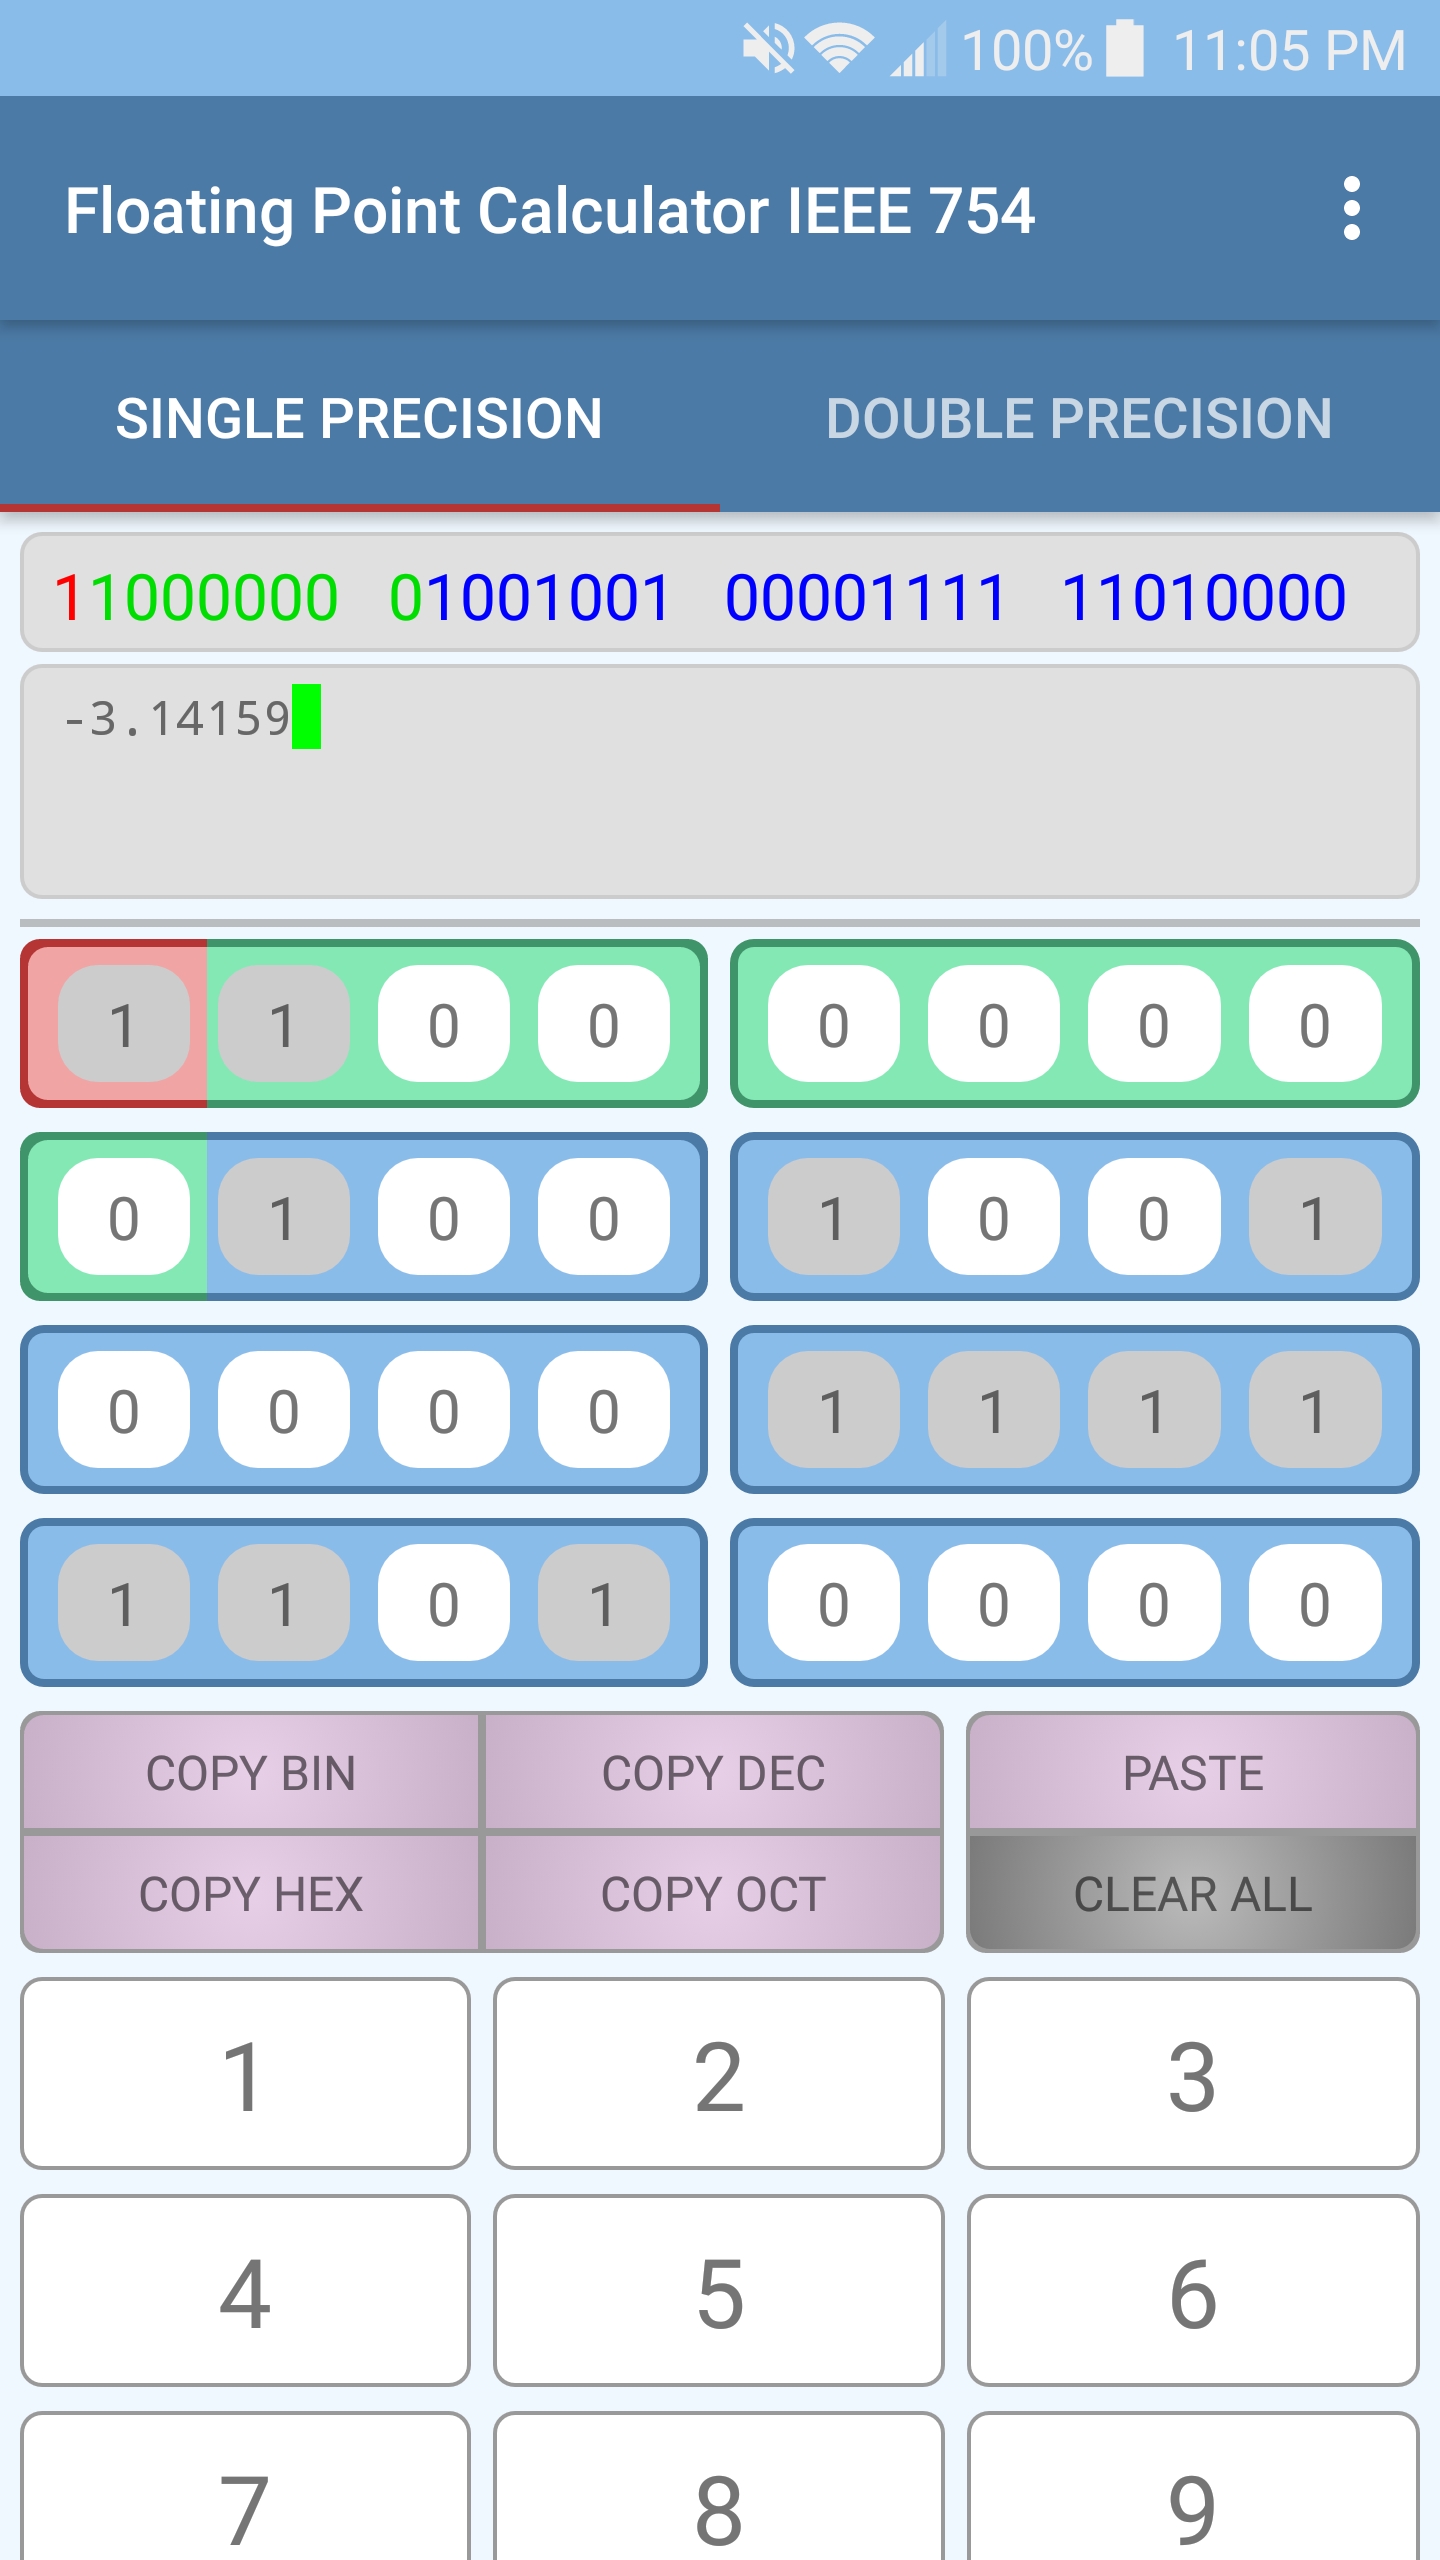 100% 11:05 PM
Floating Point Calculator IEEE 754
SINGLE PRECISION DOUBLE PRECISION
11000000 01001001 00001111 11010000
-3.14159
1 1 0 0 0 0 0 0
0 1 0 0 1 0 0 1
0 0 0 0 1 1 1 1
1 1 0 1 0 0 0 0
COPY BIN COPY DEC PASTE
COPY HEX COPY OCT CLEAR ALL
1 2 3
4 5 6
7 8 9